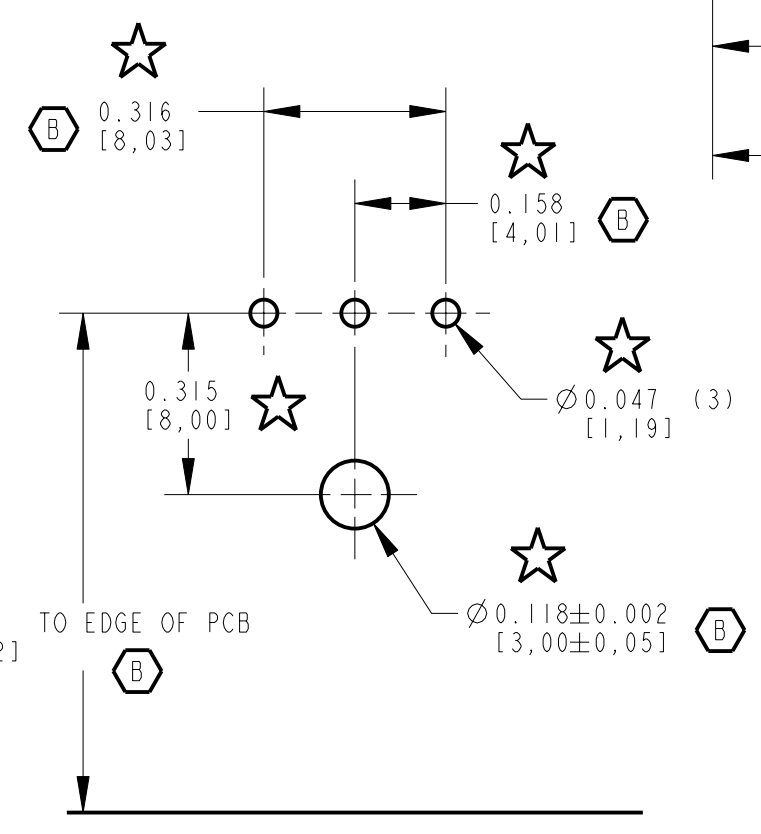 0.316
B
[8,03]
0.158
[4,01]
B
0.315
[8,00]
Ø0.047 (3)
[1,19]
Ø0.118±0.002
[3,00±0,05]
B
TO EDGE OF PCB
2]
B